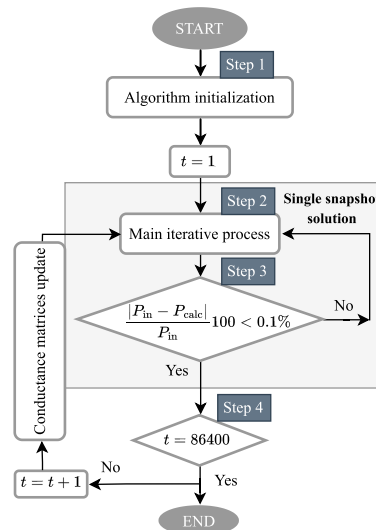 START
Step 1
Algorithm initialization
t = 1
Step 2
Single snapshot
solution
Main iterative process
Step 3
|P_in − P_calc| / P_in 100 < 0.1%
No
Yes
Conductance matrices update
Step 4
t = 86400
No
Yes
t = t + 1
END